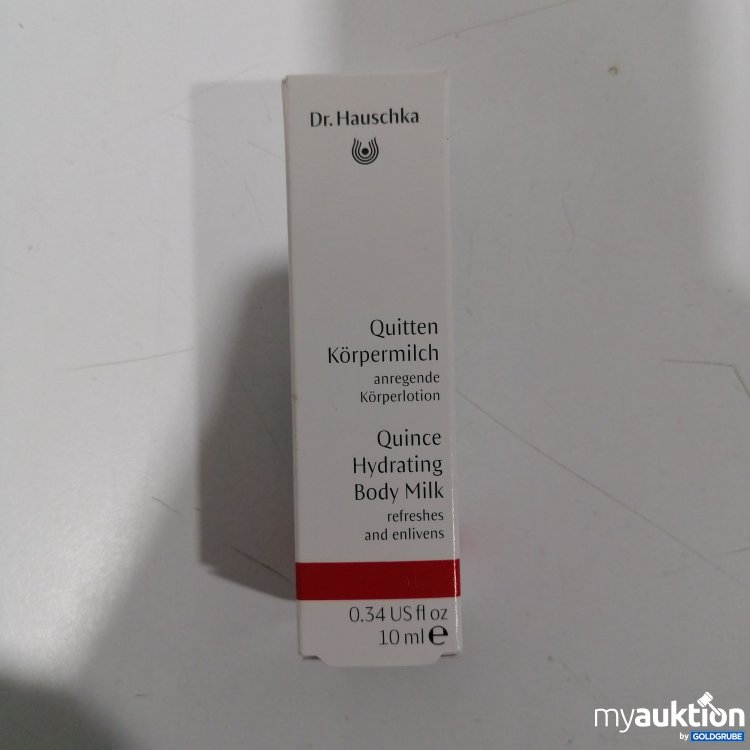 Dr. Hauschka
Quitten
Körpermilch
anregende
Körperlotion
Quince
Hydrating
Body Milk
refreshes
and enlivens
0.34 US fl oz
10 ml ℮
myauktion
by GOLDGRUBE